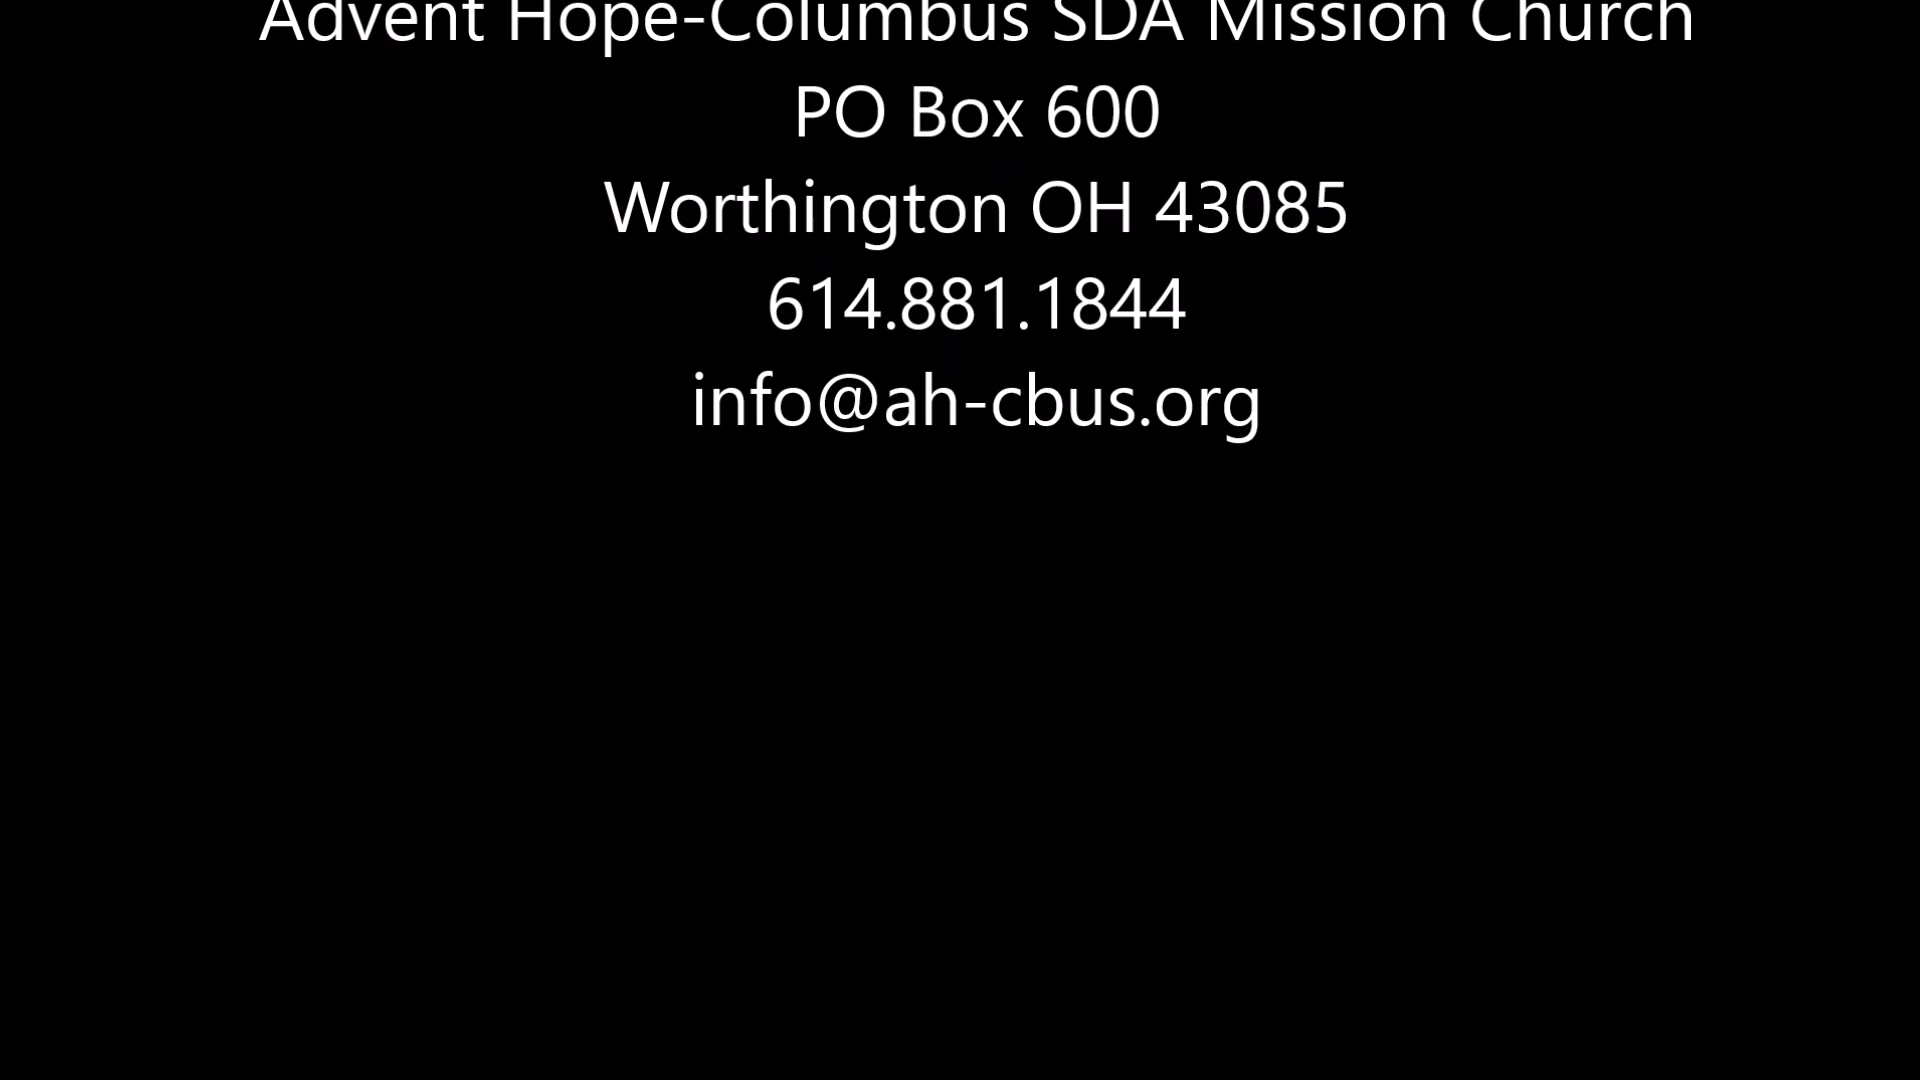 Advent Hope-Columbus SDA Mission Church
PO Box 600
Worthington OH 43085
614.881.1844
info@ah-cbus.org